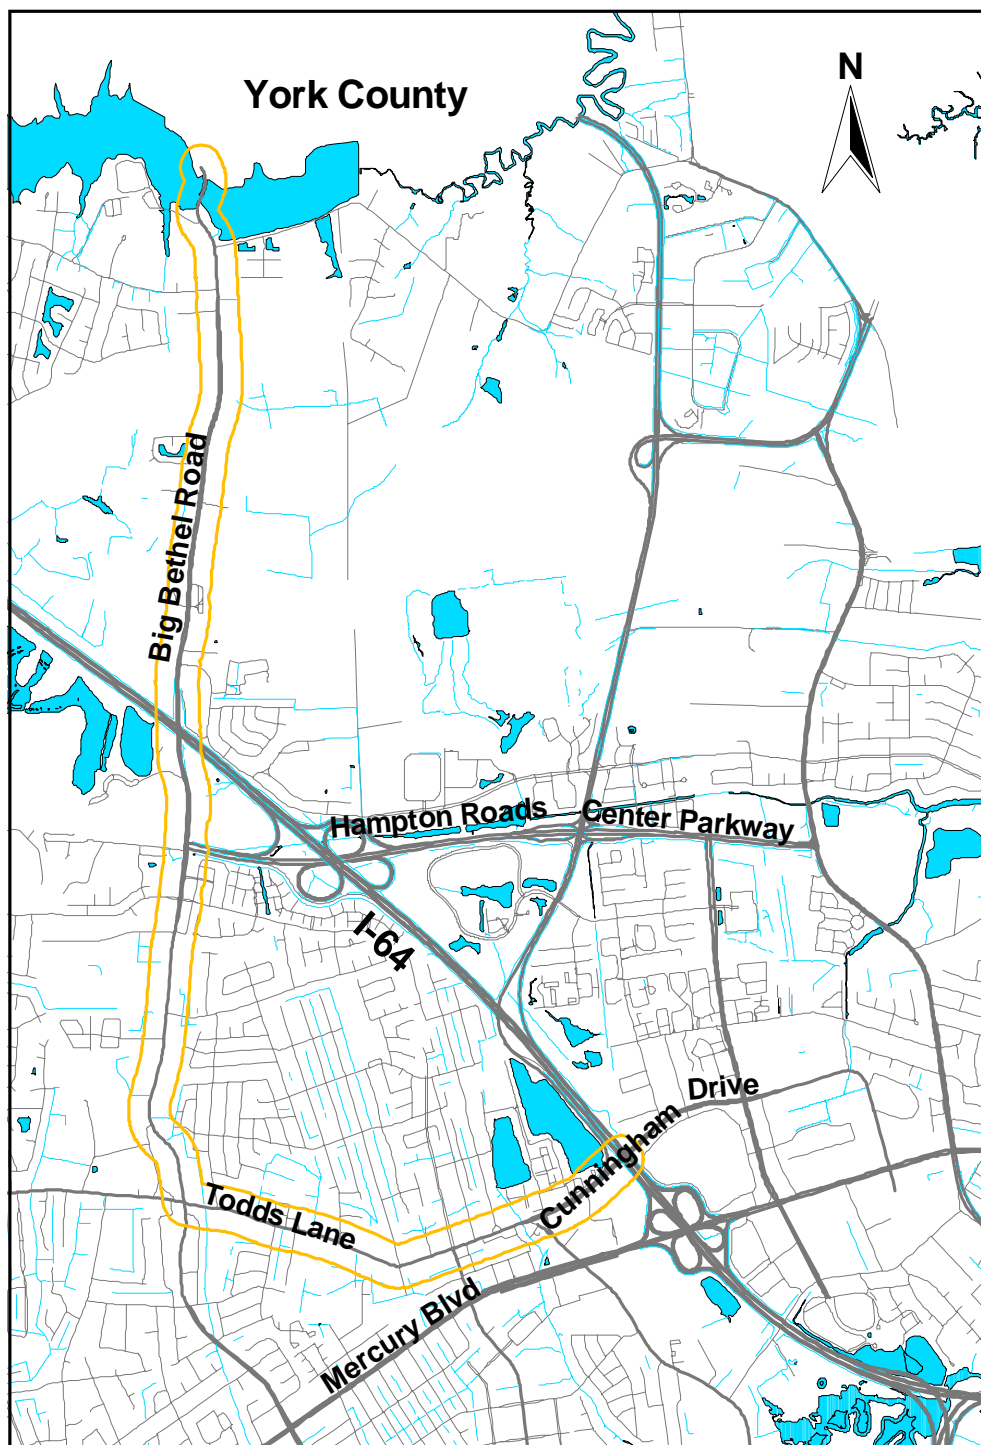 York County
N
Big Bethel Road
Hampton Roads Center Parkway
I-64
Cunningham Drive
Todds Lane
Mercury Blvd